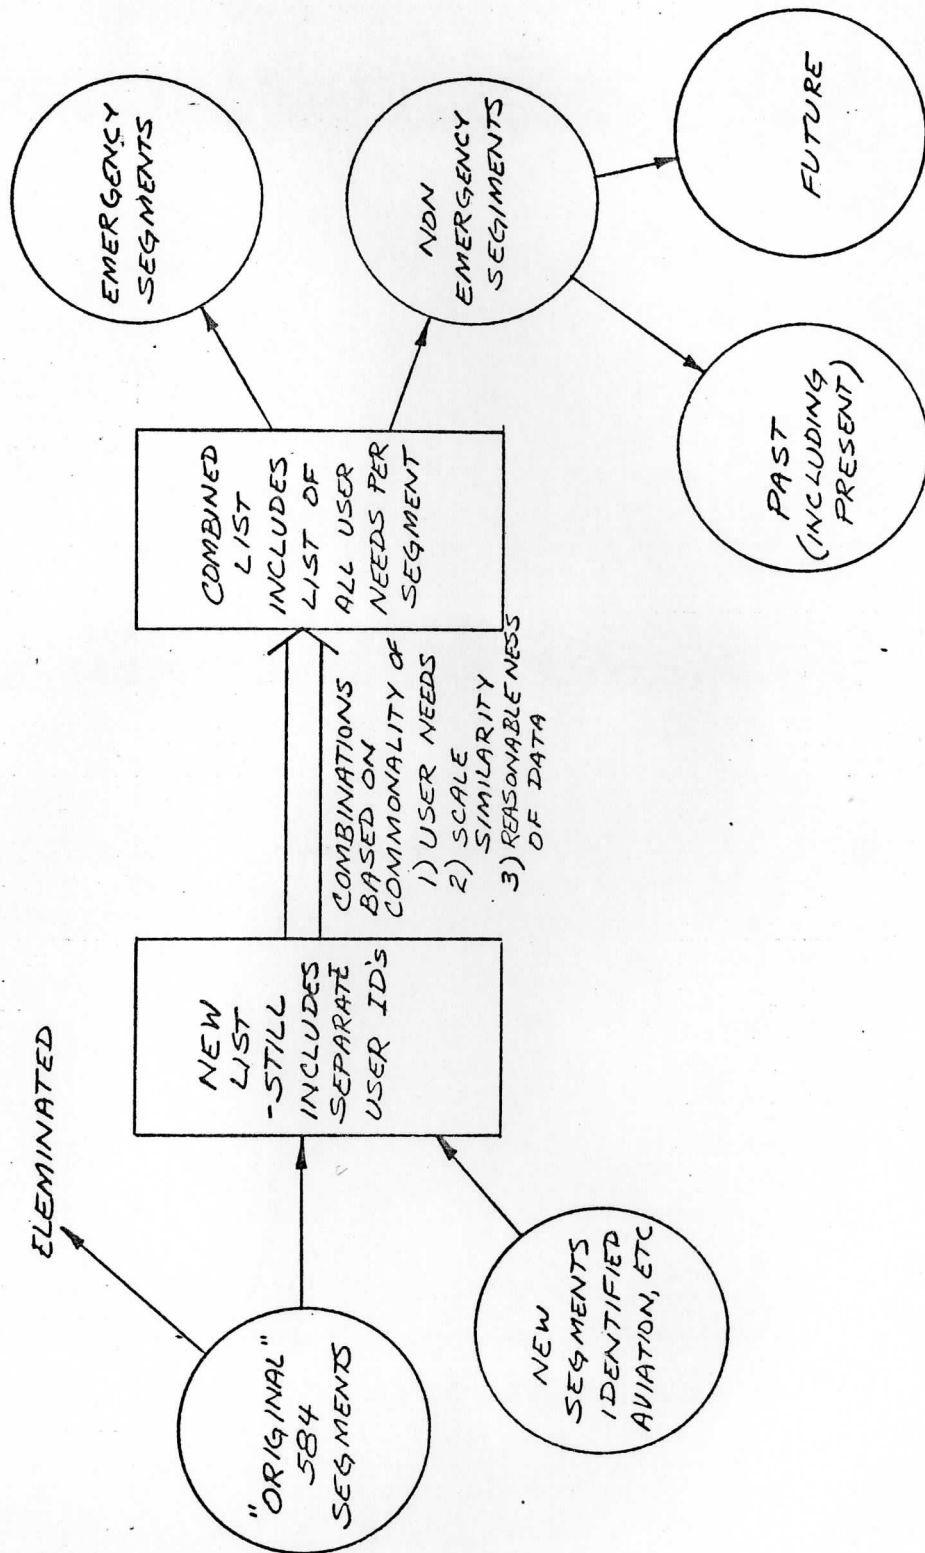 ELEMINATED
"ORIGINAL"
584
SEGMENTS
NEW
SEGMENTS
IDENTIFIED
AVIATION, ETC
NEW
LIST
-STILL
INCLUDES
SEPARATE
USER ID's
COMBINATIONS
BASED ON
COMMONALITY OF
1) USER NEEDS
2) SCALE
SIMILARITY
3) REASONABLENESS
OF DATA
COMBINED
LIST
INCLUDES
LIST OF
ALL USER
NEEDS PER
SEGMENT
EMERGENCY
SEGMENTS
NON
EMERGENCY
SEGMENTS
PAST
(INCLUDING
PRESENT)
FUTURE